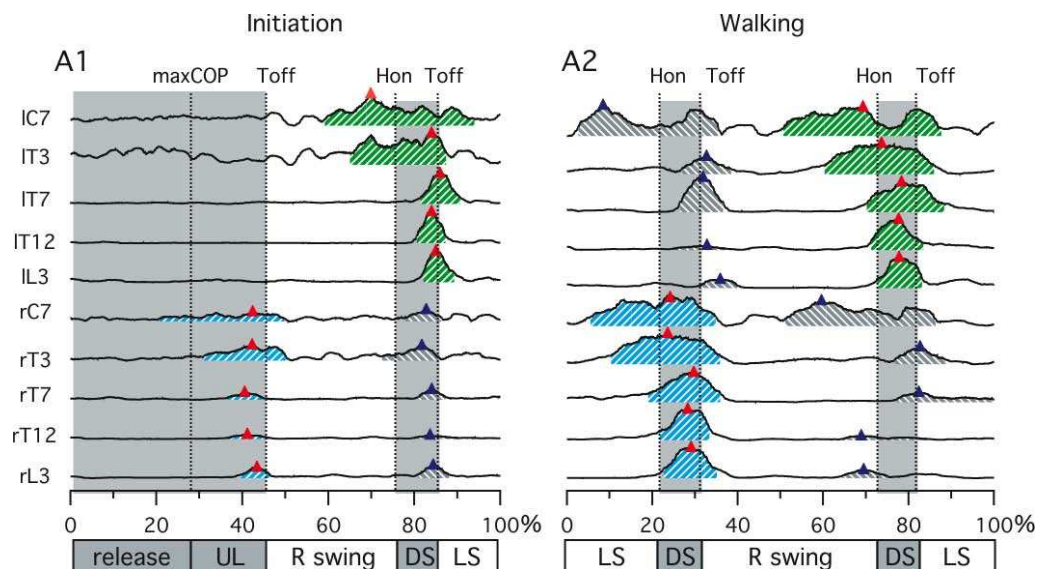 Initiation Walking
A1 A2
maxCOP Toff Hon Toff Hon Toff Hon Toff
lC7
lT3
lT7
lT12
lL3
rC7
rT3
rT7
rT12
rL3
0 20 40 60 80 100% 0 20 40 60 80 100%
release UL R swing DS LS LS DS R swing DS LS